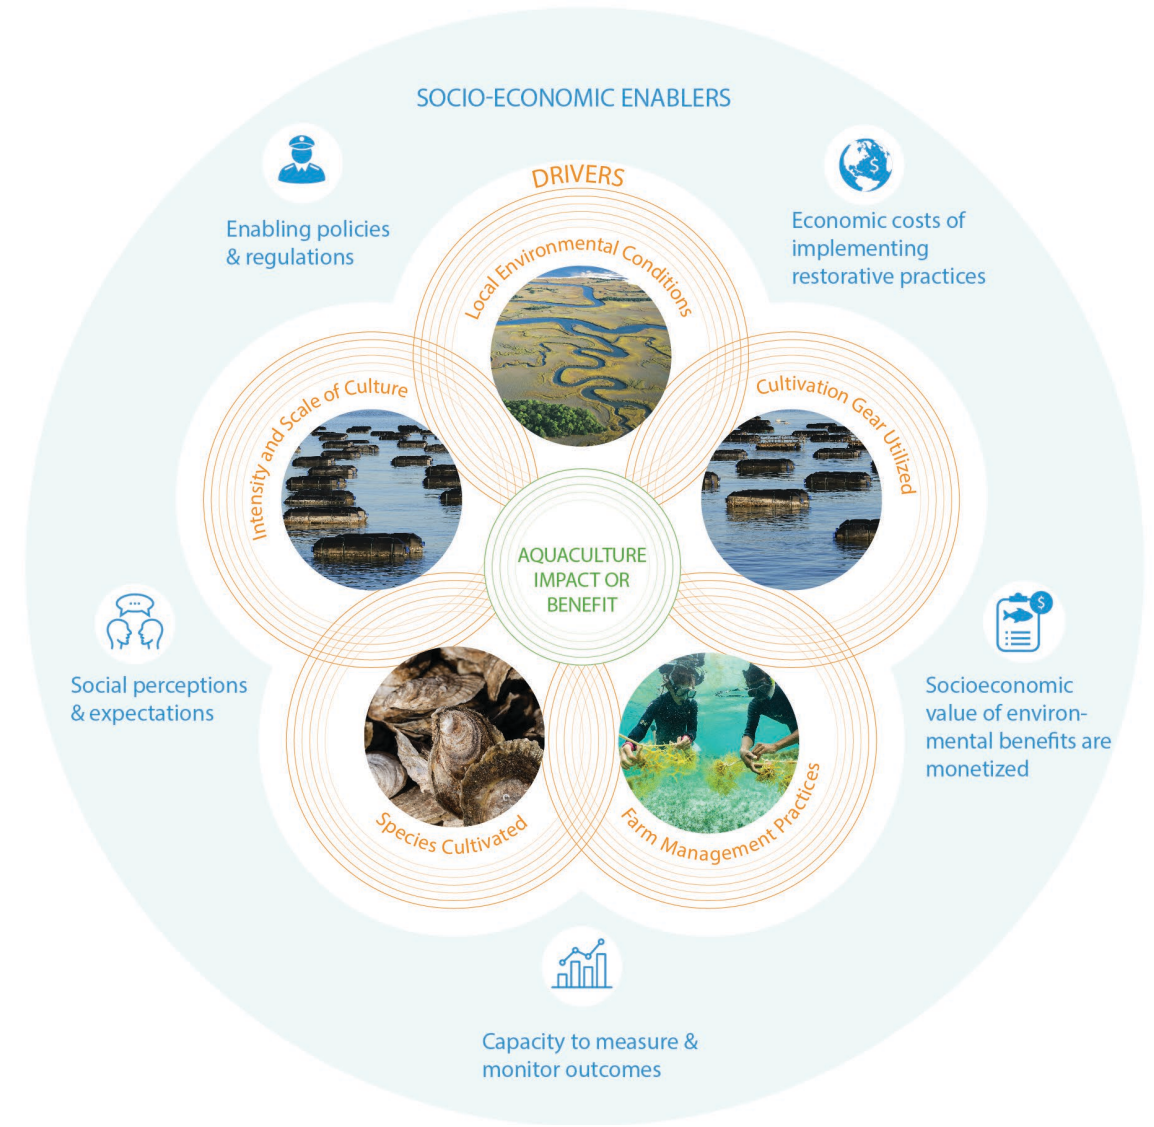 SOCIO-ECONOMIC ENABLERS
Enabling policies
& regulations
$
Economic costs of
implementing
restorative practices
DRIVERS
Local Environmental Conditions
Intensity and Scale of Culture
Cultivation Gear Utilized
AQUACULTURE
IMPACT OR
BENEFIT
Social perceptions
& expectations
$
Socioeconomic
value of environ-
mental benefits are
monetized
Species Cultivated
Farm Management Practices
Capacity to measure &
monitor outcomes